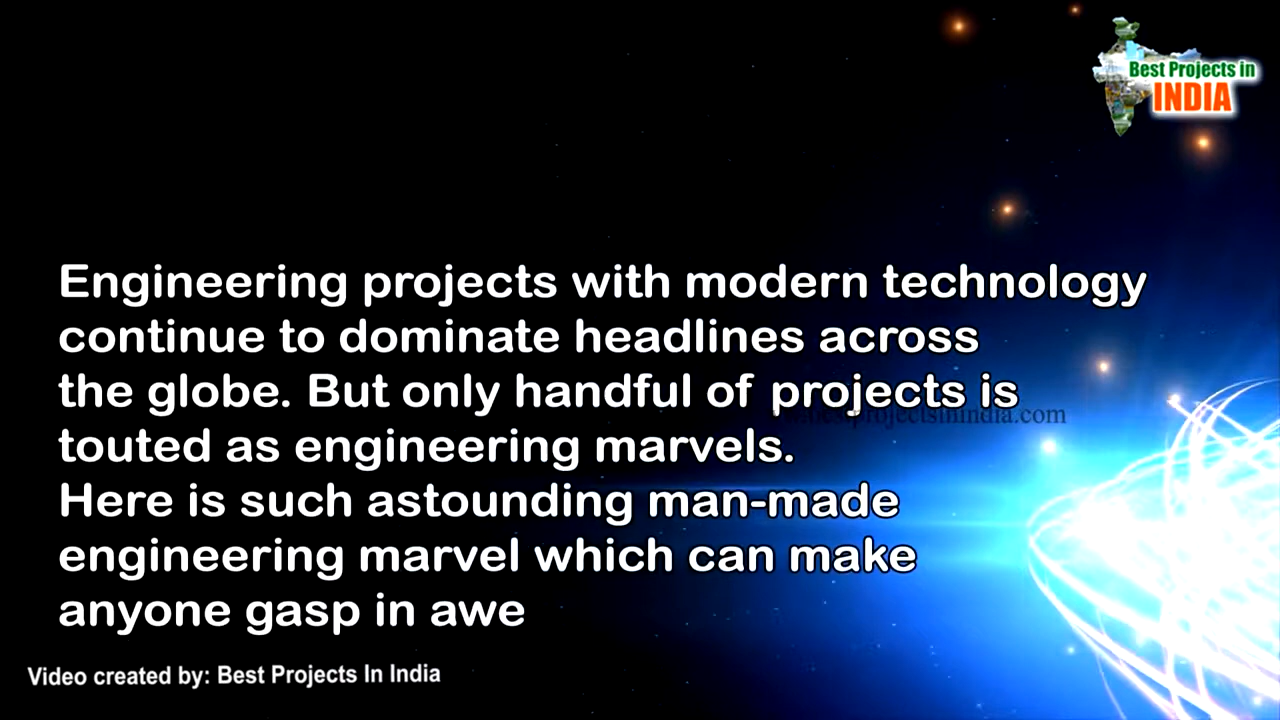 Best Projects in
INDIA
Engineering projects with modern technology
continue to dominate headlines across
the globe. But only handful of projects is
touted as engineering marvels.
Here is such astounding man-made
engineering marvel which can make
anyone gasp in awe
Video created by: Best Projects In India